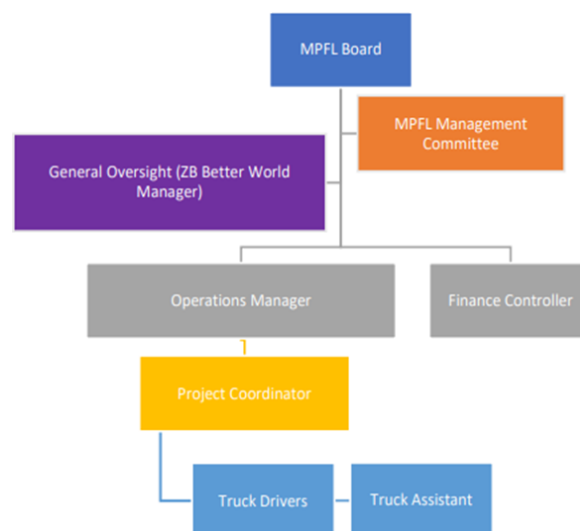 MPFL Board
MPFL Management
Committee
General Oversight (ZB Better World
Manager)
Operations Manager
Finance Controller
Project Coordinator
Truck Drivers
Truck Assistant